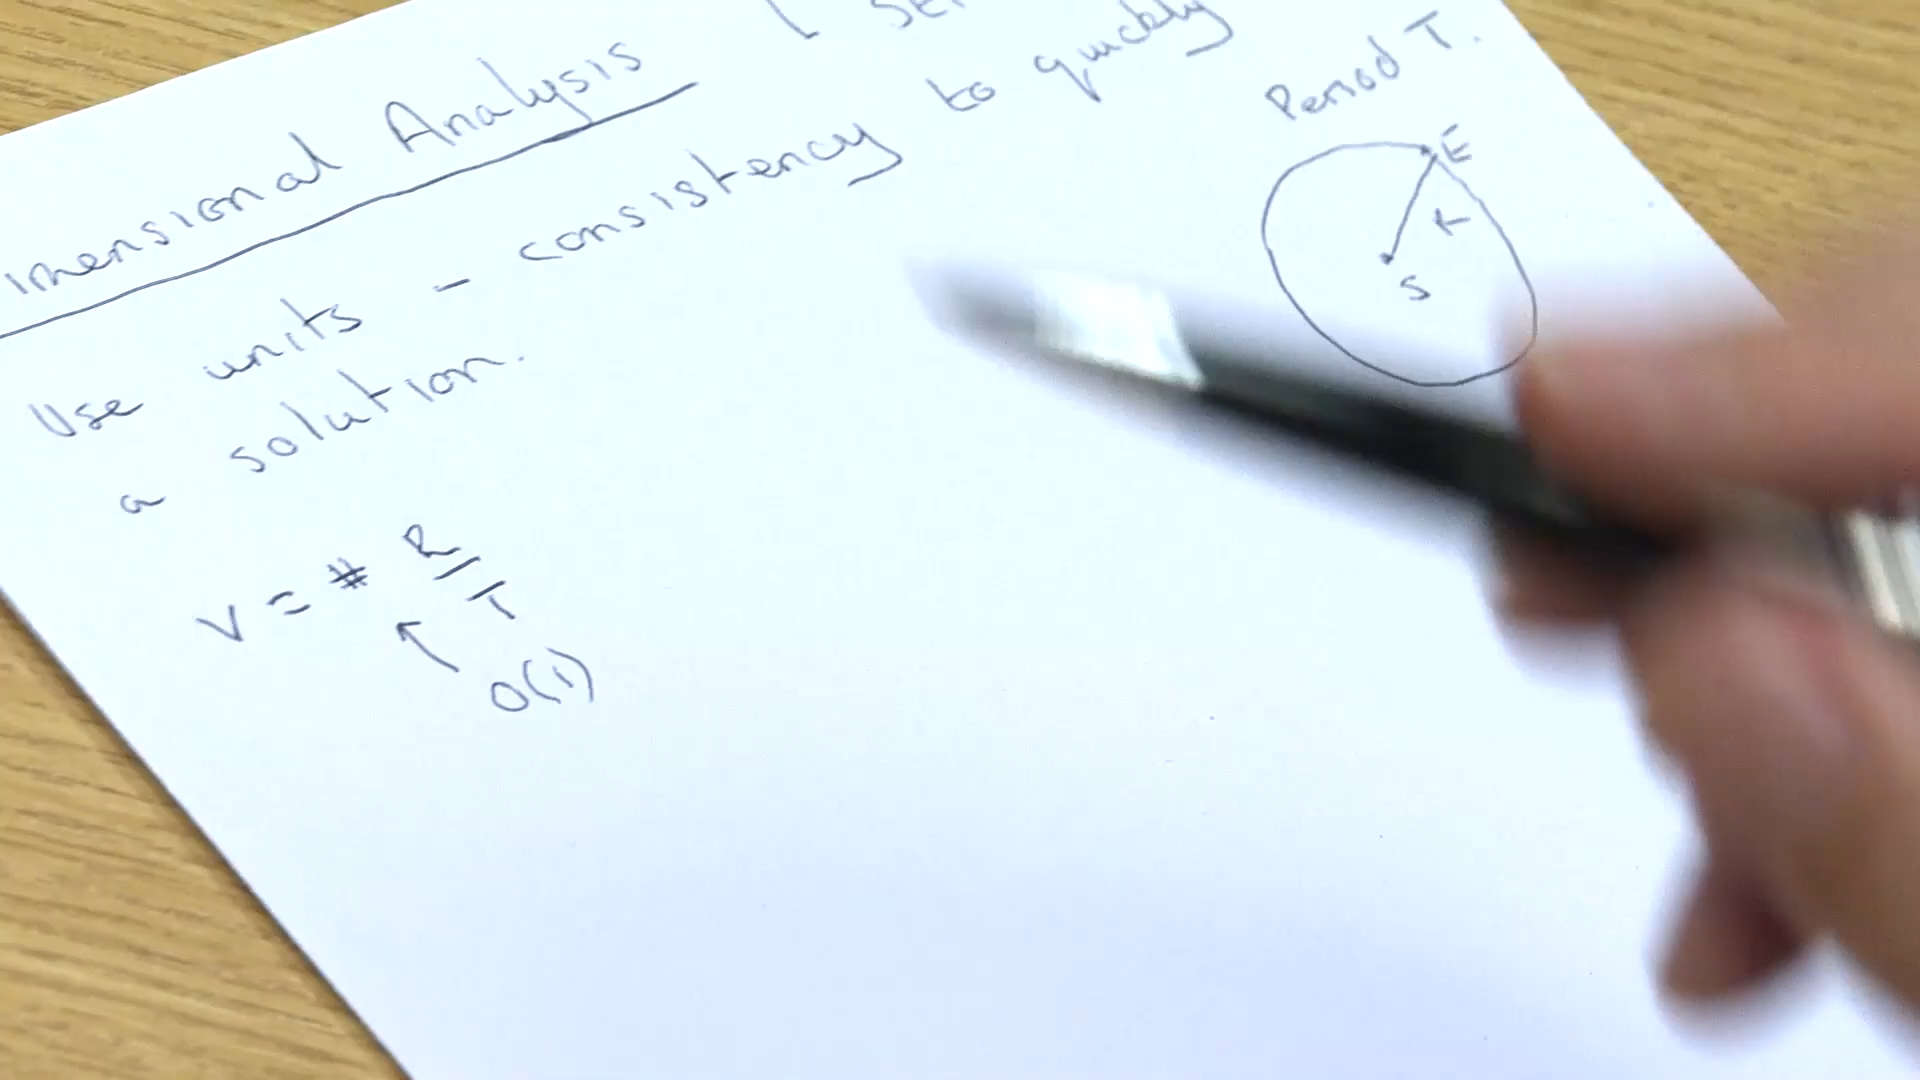 imensional Analysis
Use units - consistency to quickly
a solution.
Period T.
E
R
S
V = # R/T
O(1)